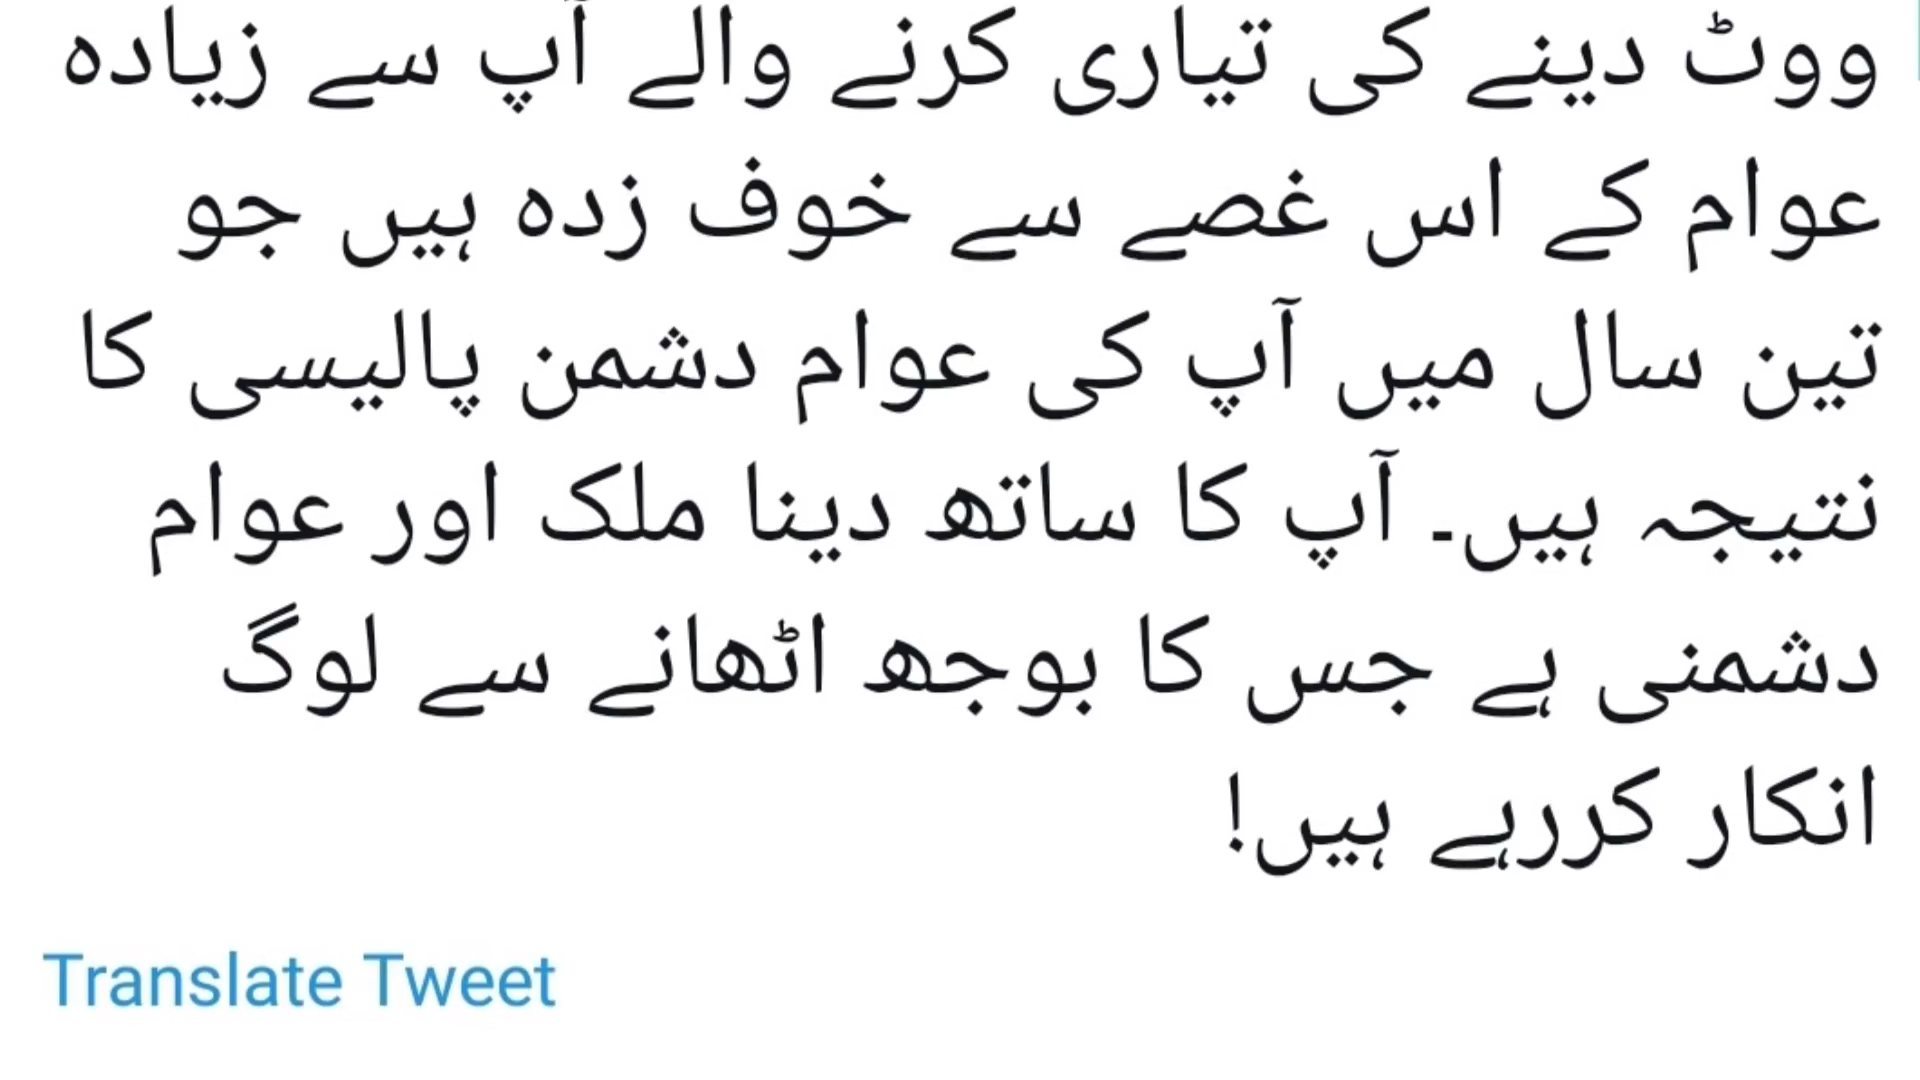 ووٹ دینے کی تیاری کرنے والے آپ سے زیادہ
عوام کے اس غصے سے خوف زدہ ہیں جو
تین سال میں آپ کی عوام دشمن پالیسی کا
نتیجہ ہیں۔ آپ کا ساتھ دینا ملک اور عوام
دشمنی ہے جس کا بوجھ اٹھانے سے لوگ
انکار کررہے ہیں!
Translate Tweet